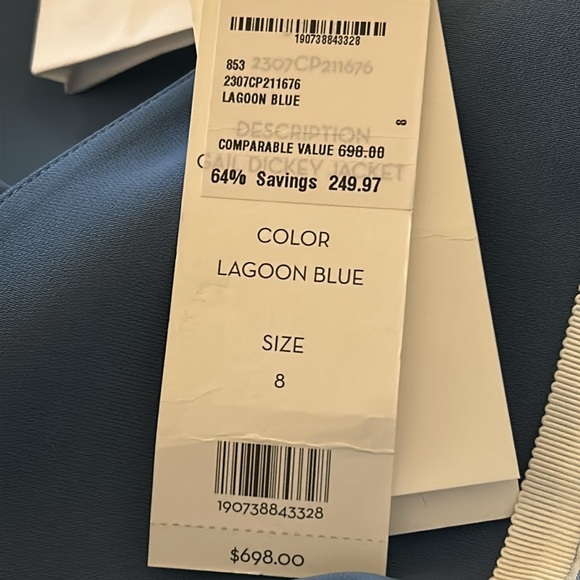 190738843328
853 2307CP211676
2307CP211676
LAGOON BLUE
8
DESCRIPTION
COMPARABLE VALUE 698.00
GAIL DICKEY JACKET
64% Savings 249.97
COLOR
LAGOON BLUE
SIZE
8
190738843328
$698.00